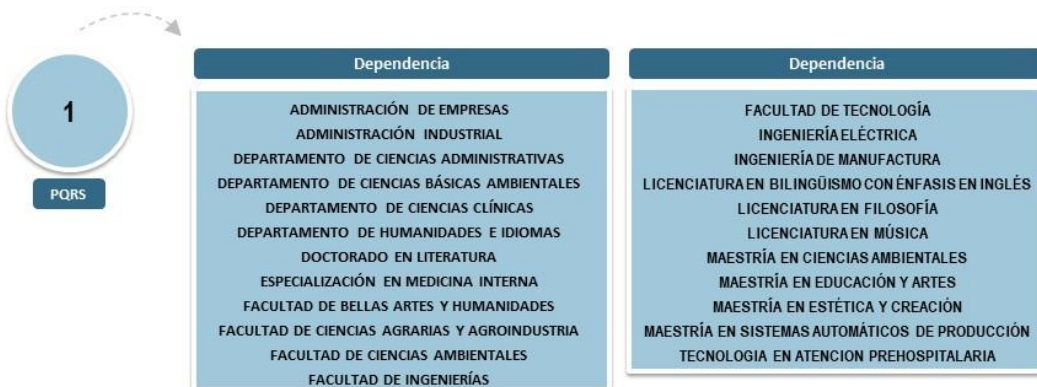 1
PQRS
Dependencia
ADMINISTRACIÓN DE EMPRESAS
ADMINISTRACIÓN INDUSTRIAL
DEPARTAMENTO DE CIENCIAS ADMINISTRATIVAS
DEPARTAMENTO DE CIENCIAS BÁSICAS AMBIENTALES
DEPARTAMENTO DE CIENCIAS CLÍNICAS
DEPARTAMENTO DE HUMANIDADES E IDIOMAS
DOCTORADO EN LITERATURA
ESPECIALIZACIÓN EN MEDICINA INTERNA
FACULTAD DE BELLAS ARTES Y HUMANIDADES
FACULTAD DE CIENCIAS AGRARIAS Y AGROINDUSTRIA
FACULTAD DE CIENCIAS AMBIENTALES
FACULTAD DE INGENIERÍAS
Dependencia
FACULTAD DE TECNOLOGÍA
INGENIERÍA ELÉCTRICA
INGENIERÍA DE MANUFACTURA
LICENCIATURA EN BILINGÜISMO CON ÉNFASIS EN INGLÉS
LICENCIATURA EN FILOSOFÍA
LICENCIATURA EN MÚSICA
MAESTRÍA EN CIENCIAS AMBIENTALES
MAESTRÍA EN EDUCACIÓN Y ARTES
MAESTRÍA EN ESTÉTICA Y CREACIÓN
MAESTRÍA EN SISTEMAS AUTOMÁTICOS DE PRODUCCIÓN
TECNOLOGIA EN ATENCION PREHOSPITALARIA